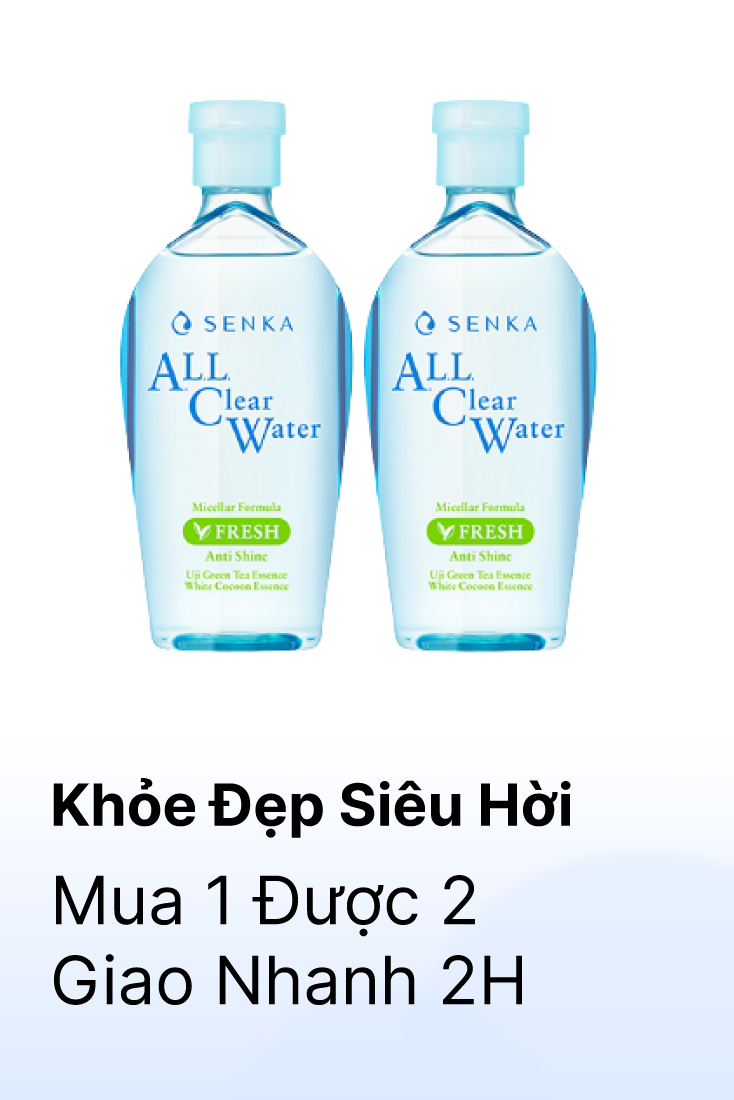 SENKA
A.L.L.
Clear
Water
Micellar Formula
FRESH
Anti Shine
Uji Green Tea Essence
White Cocoon Essence
SENKA
A.L.L.
Clear
Water
Micellar Formula
FRESH
Anti Shine
Uji Green Tea Essence
White Cocoon Essence
Khỏe Đẹp Siêu Hời
Mua 1 Được 2
Giao Nhanh 2H